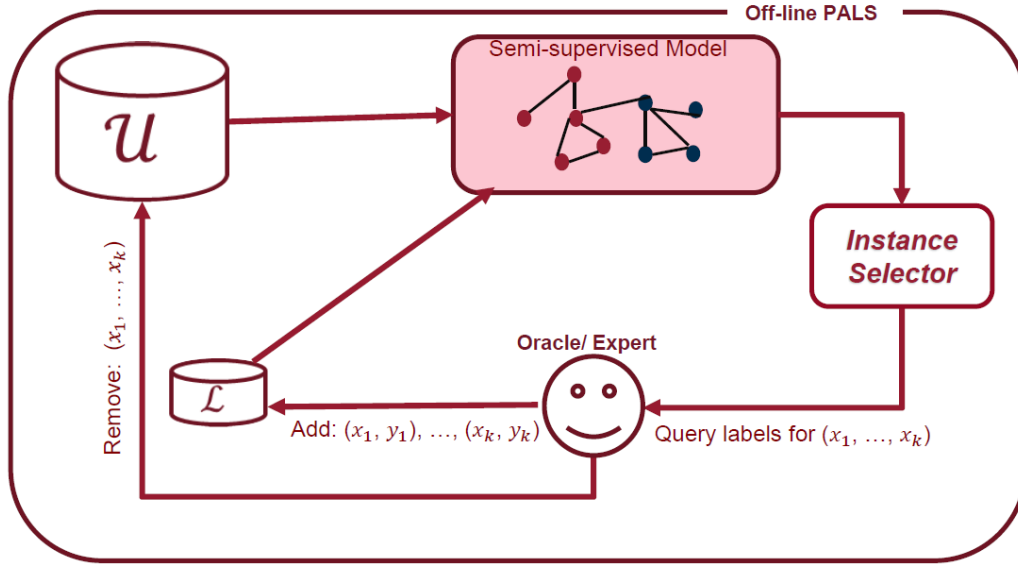 Off-line PALS
Semi-supervised Model
𝒰
Instance
Selector
Remove: (x₁, ..., xₖ)
Oracle/ Expert
ℒ
Add: (x₁, y₁), ..., (xₖ, yₖ)
Query labels for (x₁, ..., xₖ)